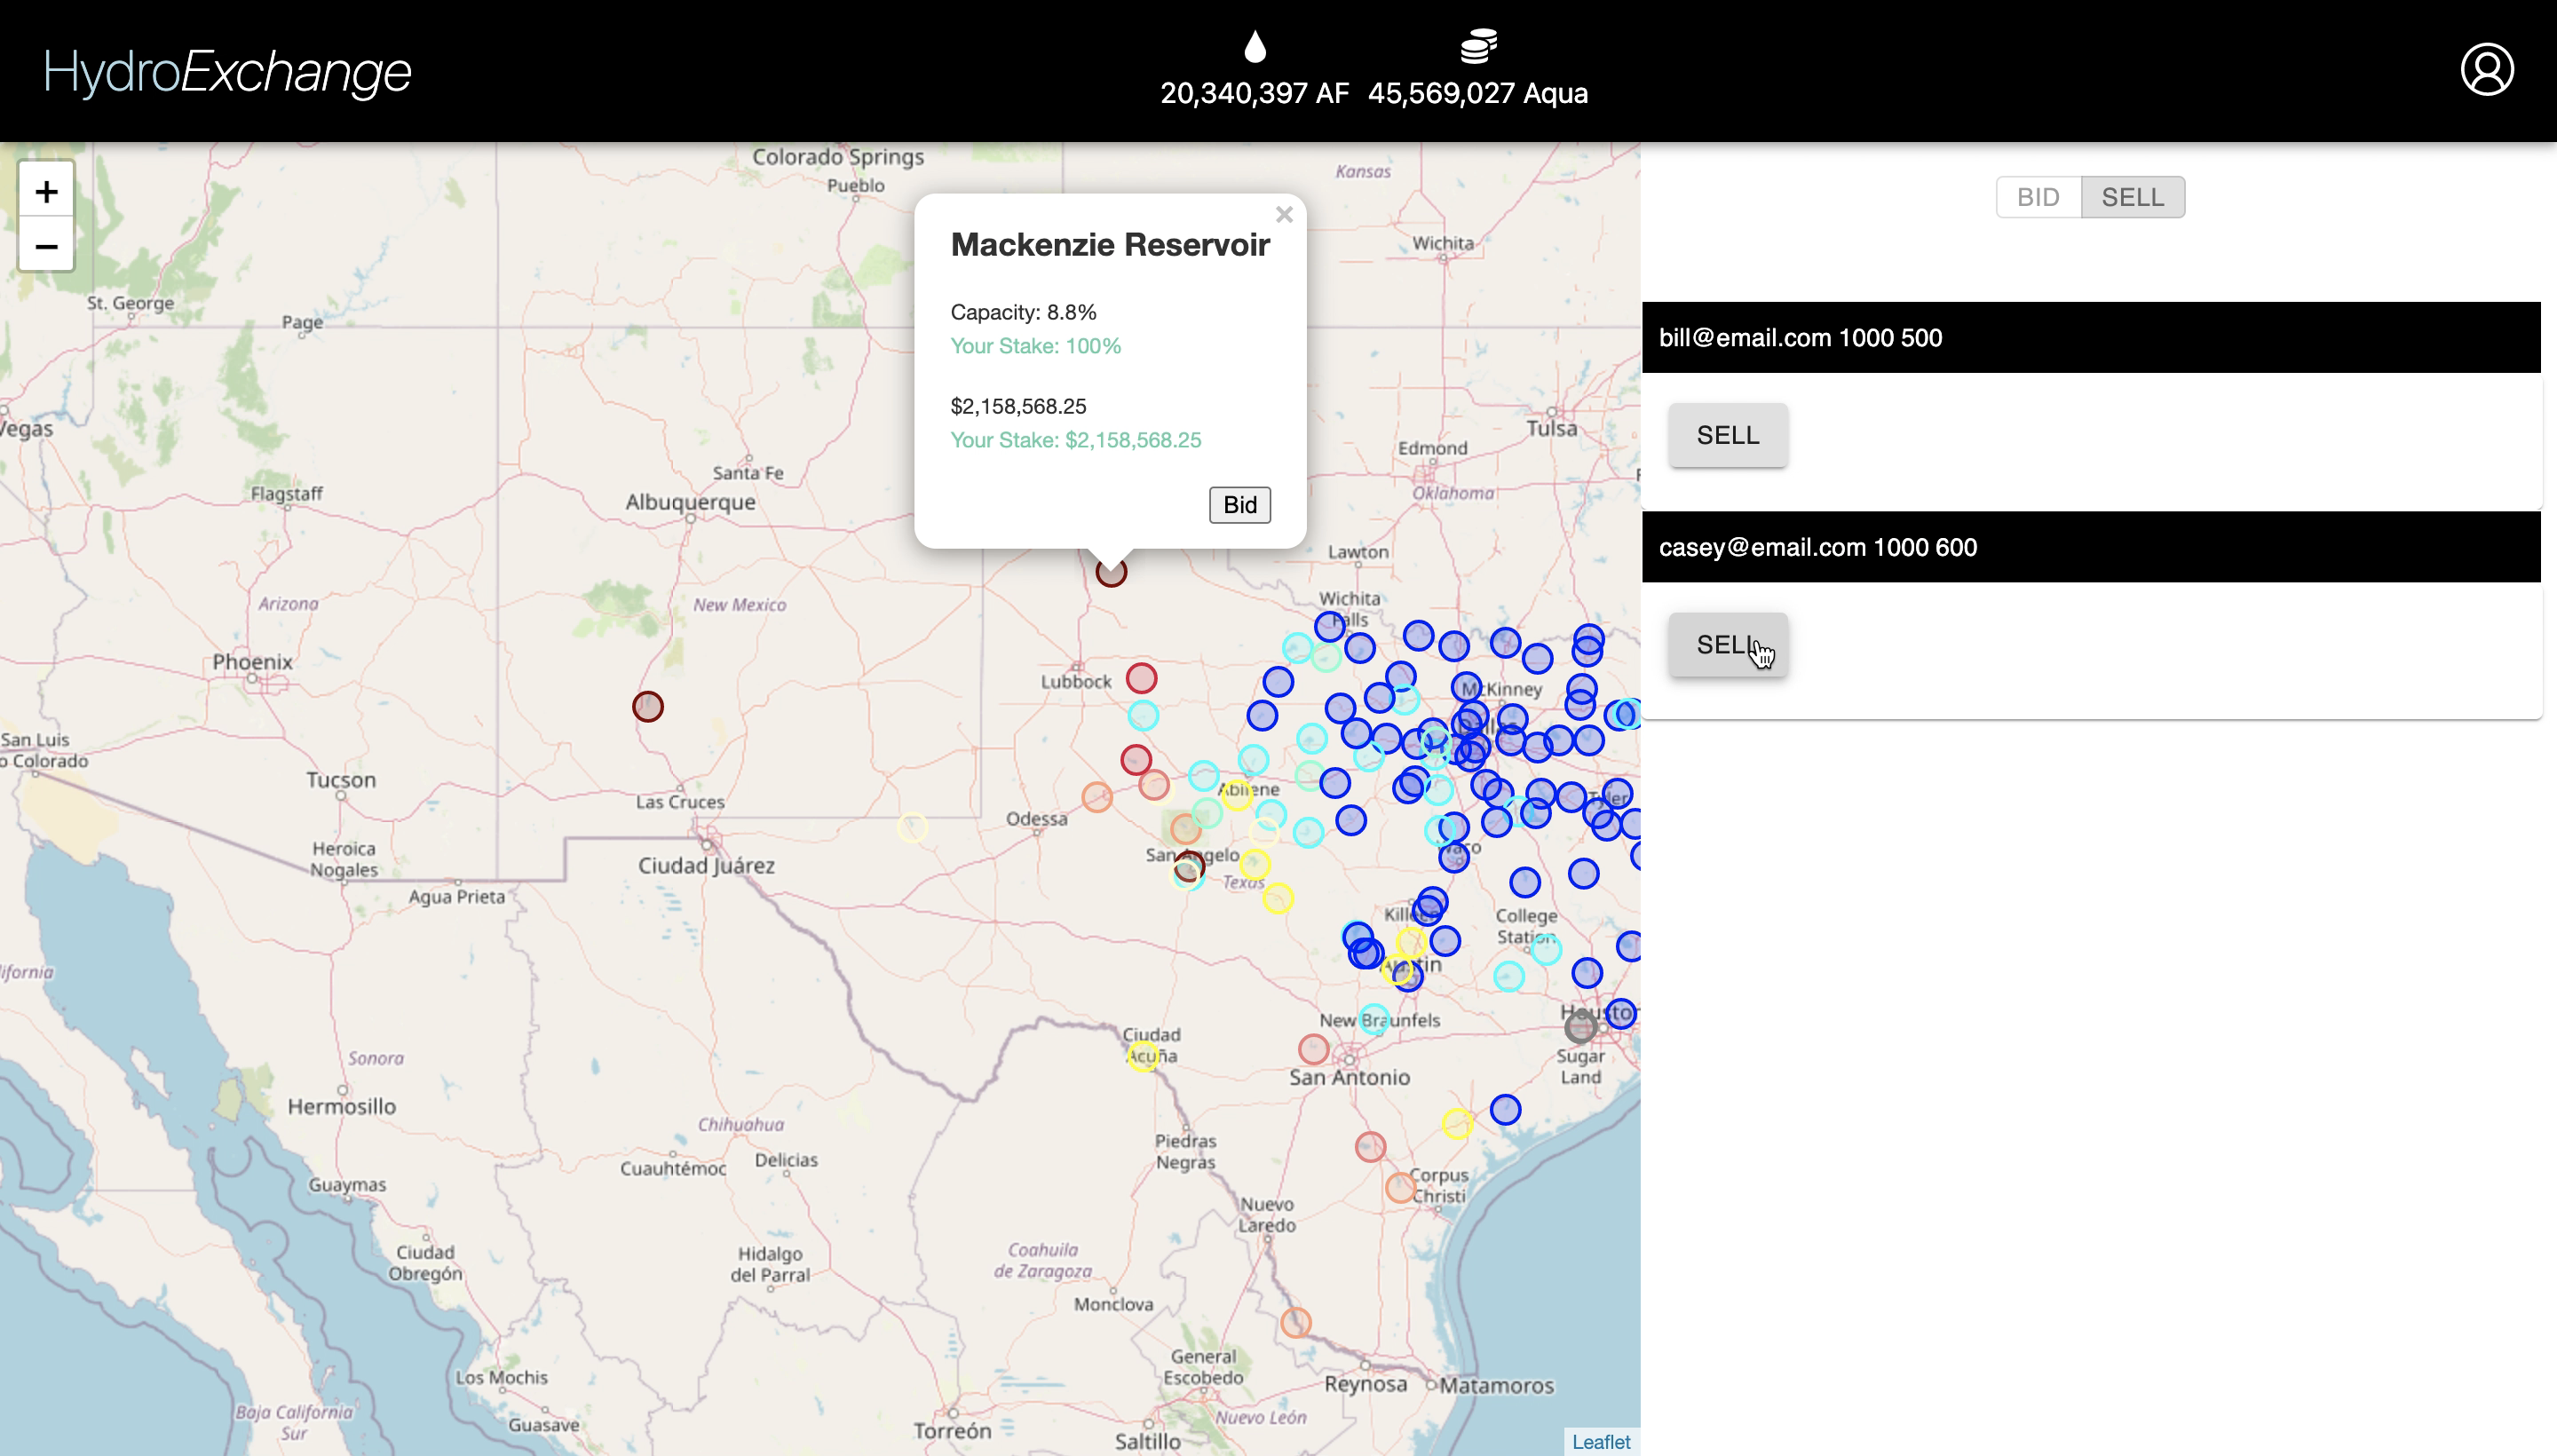 HydroExchange
20,340,397 AF 45,569,027 Aqua
+
−
BID SELL
Mackenzie Reservoir
×
Capacity: 8.8%
Your Stake: 100%
$2,158,568.25
Your Stake: $2,158,568.25
Bid
bill@email.com 1000 500
SELL
casey@email.com 1000 600
SELL
Colorado Springs
Pueblo
Kansas
Wichita
St. George
Page
Vegas
Tulsa
Edmond
Oklahoma
Santa Fe
Albuquerque
Flagstaff
Lawton
Wichita
Falls
Arizona
New Mexico
Phoenix
Lubbock
McKinney
Dallas
San Luis
o Colorado
Tucson
Las Cruces
Abilene
Tyler
Odessa
Heroica
Nogales
Ciudad Juárez
San Angelo
Waco
Texas
Agua Prieta
Killeen
College
Station
Austin
ifornia
New Braunfels
Houston
Ciudad
Acuña
Sonora
Sugar
Land
San Antonio
Hermosillo
Chihuahua
Piedras
Negras
Cuauhtémoc
Delicias
Guaymas
Corpus
Christi
Nuevo
Laredo
Ciudad
Obregón
Hidalgo
del Parral
Coahuila
de Zaragoza
Monclova
General
Escobedo
Los Mochis
Reynosa
Matamoros
Baja California
Sur
Guasave
Torreón
Nuevo León
Saltillo
Leaflet